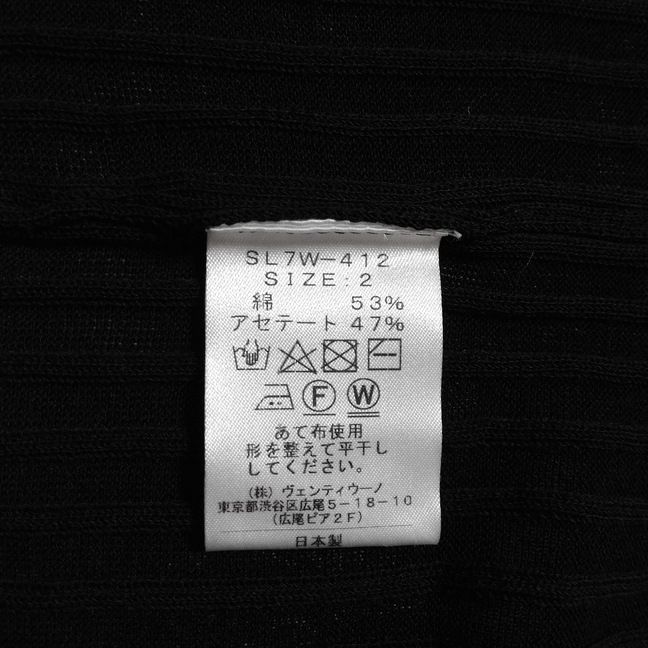 SL7W-412
SIZE:2
綿 53%
アセテート 47%
F W
あて布使用
形を整えて平干し
してください。
(株)ヴェンティウーノ
東京都渋谷区広尾5-18-10
(広尾ピア2F)
日本製